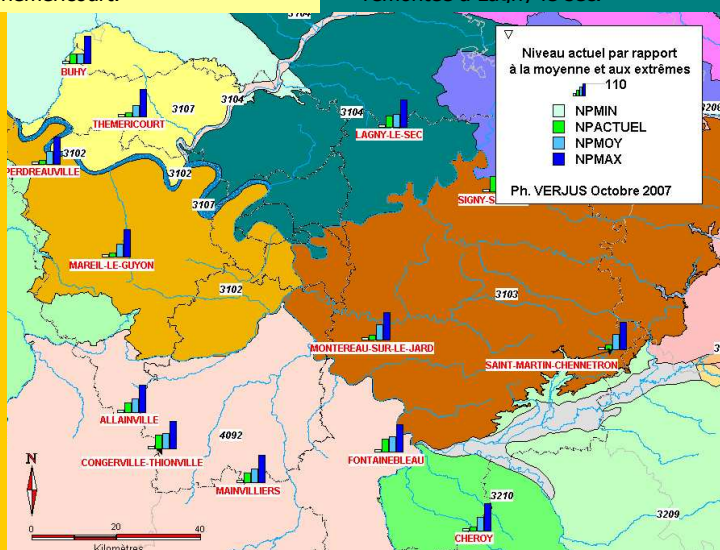 3104
BUHY
3107
3104
THEMERICOURT
3104
LAGNY-LE-SEC
3102
PERDREAUVILLE
3102
3107
MAREIL-LE-GUYON
3102
3103
MONTEREAU-SUR-LE-JARD
SAINT-MARTIN-CHENNETRON
ALLAINVILLE
4092
CONGERVILLE-THIONVILLE
FONTAINEBLEAU
MAINVILLIERS
3210
3209
CHEROY
N
0 20 40
Kilomètres
Niveau actuel par rapport
à la moyenne et aux extrêmes
110
NPMIN
NPACTUEL
NPMOY
NPMAX
Ph. VERJUS Octobre 2007